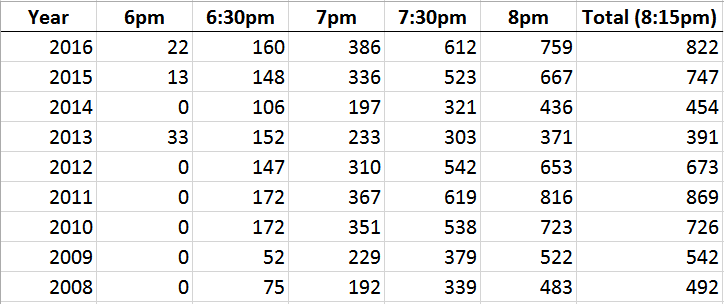 Year 6pm 6:30pm 7pm 7:30pm 8pm Total (8:15pm)
2016 22 160 386 612 759 822
2015 13 148 336 523 667 747
2014 0 106 197 321 436 454
2013 33 152 233 303 371 391
2012 0 147 310 542 653 673
2011 0 172 367 619 816 869
2010 0 172 351 538 723 726
2009 0 52 229 379 522 542
2008 0 75 192 339 483 492